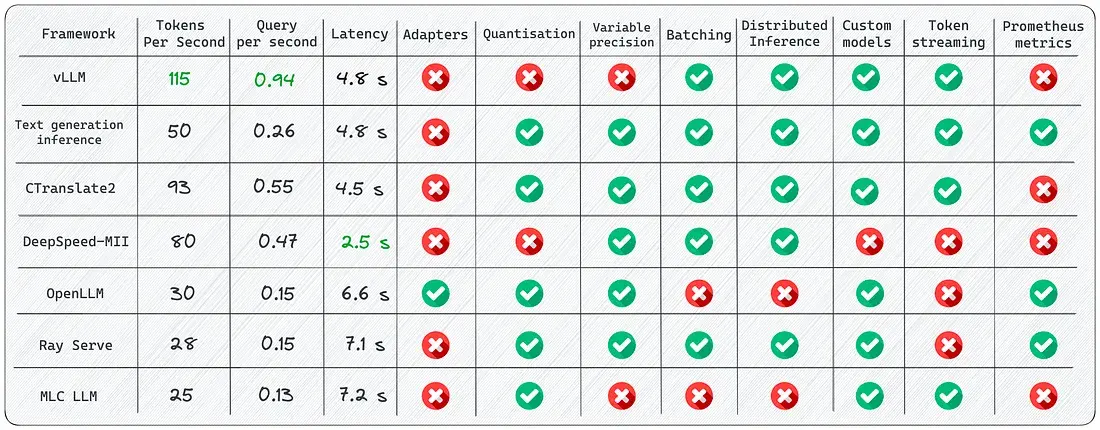 Framework Tokens Per Second Query per second Latency Adapters Quantisation Variable precision Batching Distributed Inference Custom models Token streaming Prometheus metrics
vLLM 115 0.94 4.8 s
Text generation inference 50 0.26 4.8 s
CTranslate2 93 0.55 4.5 s
DeepSpeed-MII 80 0.47 2.5 s
OpenLLM 30 0.15 6.6 s
Ray Serve 28 0.15 7.1 s
MLC LLM 25 0.13 7.2 s